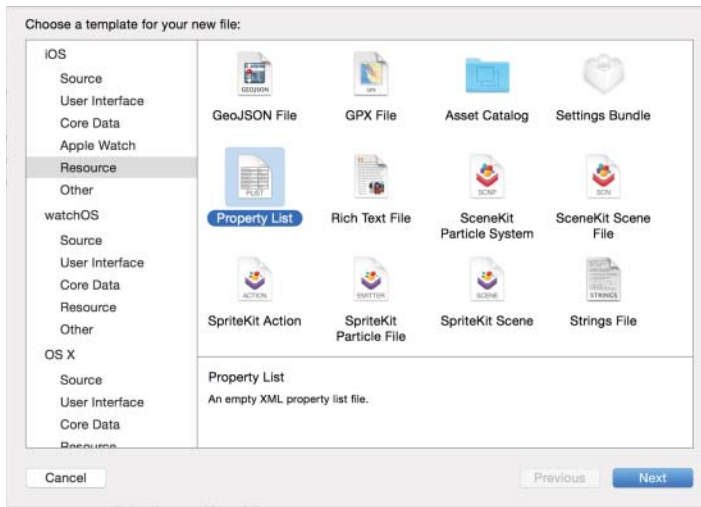 Choose a template for your new file:
iOS
Source
User Interface
Core Data
Apple Watch
Resource
Other
watchOS
Source
User Interface
Core Data
Resource
Other
OS X
Source
User Interface
Core Data
Resource
GEOJSON
GPX
GeoJSON File
GPX File
Asset Catalog
Settings Bundle
PLIST
SCNP
SCN
Property List
Rich Text File
SceneKit
Particle System
SceneKit Scene
File
ACTION
EMITTER
SCENE
STRINGS
SpriteKit Action
SpriteKit
Particle File
SpriteKit Scene
Strings File
Property List
An empty XML property list file.
Cancel
Previous
Next